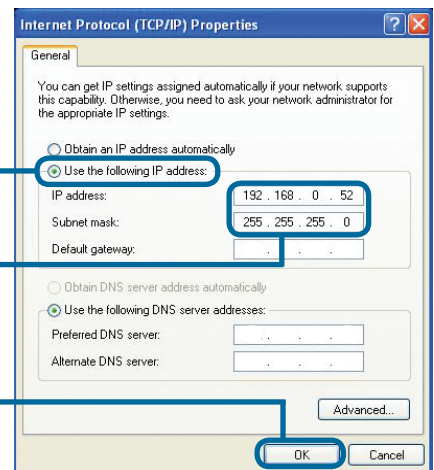 Internet Protocol (TCP/IP) Properties
General
You can get IP settings assigned automatically if your network supports
this capability. Otherwise, you need to ask your network administrator for
the appropriate IP settings.
Obtain an IP address automatically
Use the following IP address:
IP address: 192 . 168 . 0 . 52
Subnet mask: 255 . 255 . 255 . 0
Default gateway: . . .
Obtain DNS server address automatically
Use the following DNS server addresses:
Preferred DNS server: . . .
Alternate DNS server: . . .
Advanced...
OK Cancel